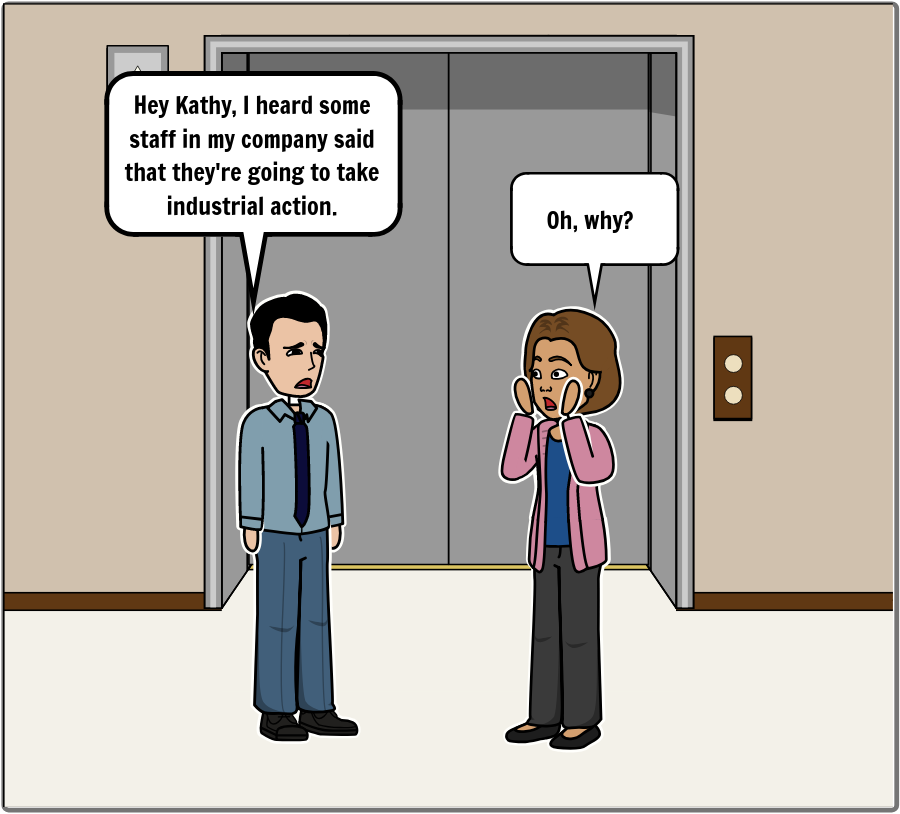 Hey Kathy, I heard some
staff in my company said
that they're going to take
industrial action.
Oh, why?